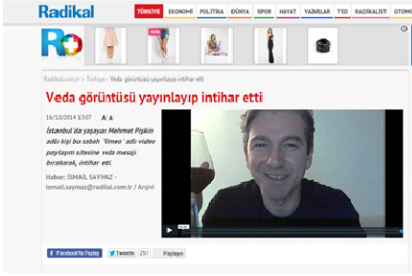 Radikal
TÜRKİYE EKONOMİ POLİTİKA DÜNYA SPOR HAYAT YAZARLAR TED RADİKALİST OTOM
Radikal.com.tr > Türkiye > Veda görüntüsü yayınlayıp intihar etti
Veda görüntüsü yayınlayıp intihar etti
16/10/2014 13:07 A A
İstanbul'da yaşayan Mehmet Pişkin
adlı kişi bu sabah 'Vimeo' adlı video
paylaşım sitesine veda mesajı
bırakarak, intihar etti.
Haber: İSMAİL SAYMAZ -
ismail.saymaz@radikal.com.tr / Arşivi
Facebook'ta Paylaş Tweetle 251 Paylaşın